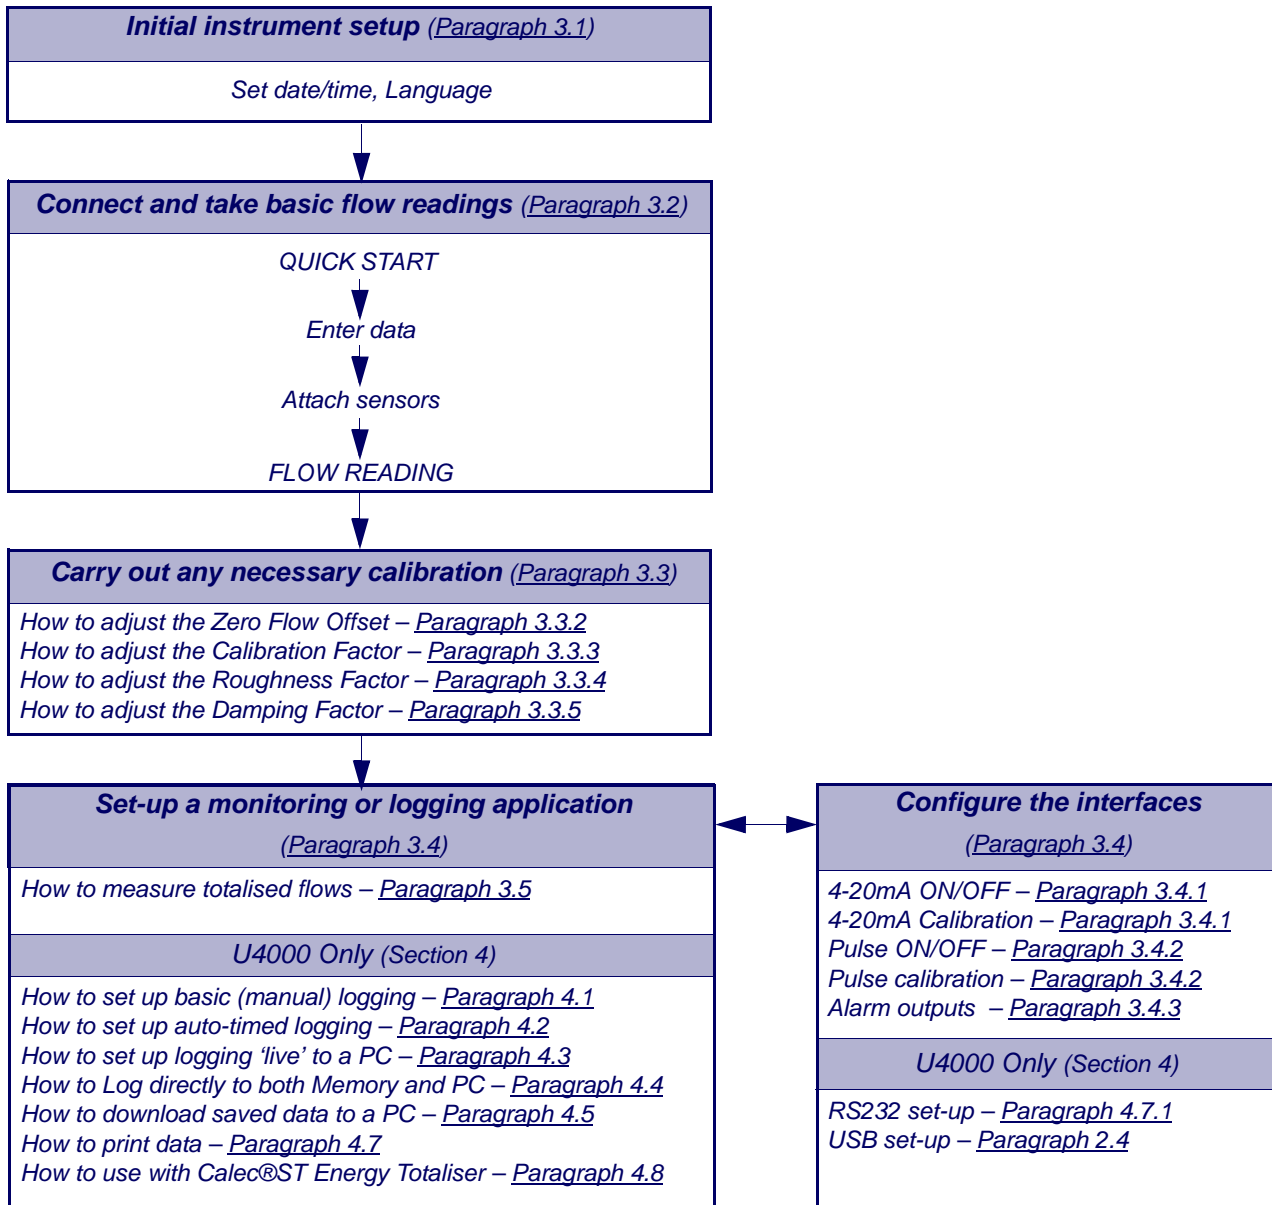 Initial instrument setup (Paragraph 3.1)
Set date/time, Language
Connect and take basic flow readings (Paragraph 3.2)
QUICK START
Enter data
Attach sensors
FLOW READING
Carry out any necessary calibration (Paragraph 3.3)
How to adjust the Zero Flow Offset – Paragraph 3.3.2
How to adjust the Calibration Factor – Paragraph 3.3.3
How to adjust the Roughness Factor – Paragraph 3.3.4
How to adjust the Damping Factor – Paragraph 3.3.5
Set-up a monitoring or logging application
(Paragraph 3.4)
How to measure totalised flows – Paragraph 3.5
U4000 Only (Section 4)
How to set up basic (manual) logging – Paragraph 4.1
How to set up auto-timed logging – Paragraph 4.2
How to set up logging ‘live’ to a PC – Paragraph 4.3
How to Log directly to both Memory and PC – Paragraph 4.4
How to download saved data to a PC – Paragraph 4.5
How to print data – Paragraph 4.7
How to use with Calec®ST Energy Totaliser – Paragraph 4.8
Configure the interfaces
(Paragraph 3.4)
4-20mA ON/OFF – Paragraph 3.4.1
4-20mA Calibration – Paragraph 3.4.1
Pulse ON/OFF – Paragraph 3.4.2
Pulse calibration – Paragraph 3.4.2
Alarm outputs – Paragraph 3.4.3
U4000 Only (Section 4)
RS232 set-up – Paragraph 4.7.1
USB set-up – Paragraph 2.4